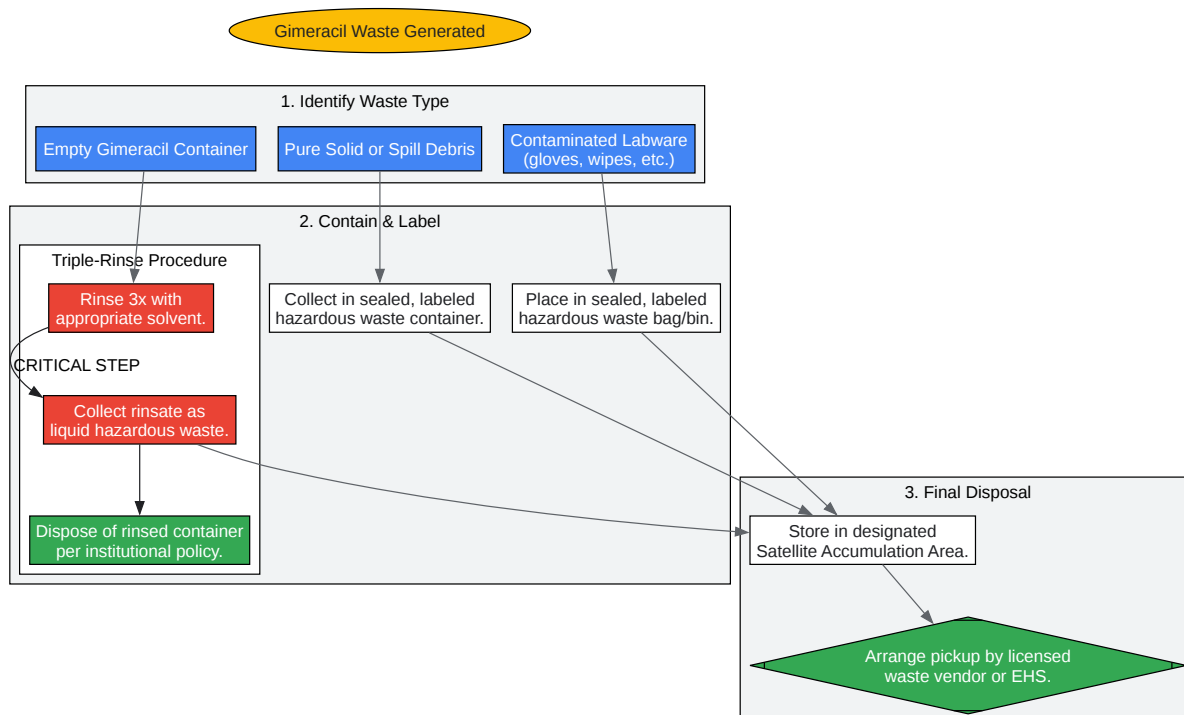 Gimeracil Waste Generated
1. Identify Waste Type
Empty Gimeracil Container
Pure Solid or Spill Debris
Contaminated Labware
(gloves, wipes, etc.)
2. Contain & Label
Triple-Rinse Procedure
Rinse 3x with
appropriate solvent.
CRITICAL STEP
Collect rinsate as
liquid hazardous waste.
Dispose of rinsed container
per institutional policy.
Collect in sealed, labeled
hazardous waste container.
Place in sealed, labeled
hazardous waste bag/bin.
3. Final Disposal
Store in designated
Satellite Accumulation Area.
Arrange pickup by licensed
waste vendor or EHS.